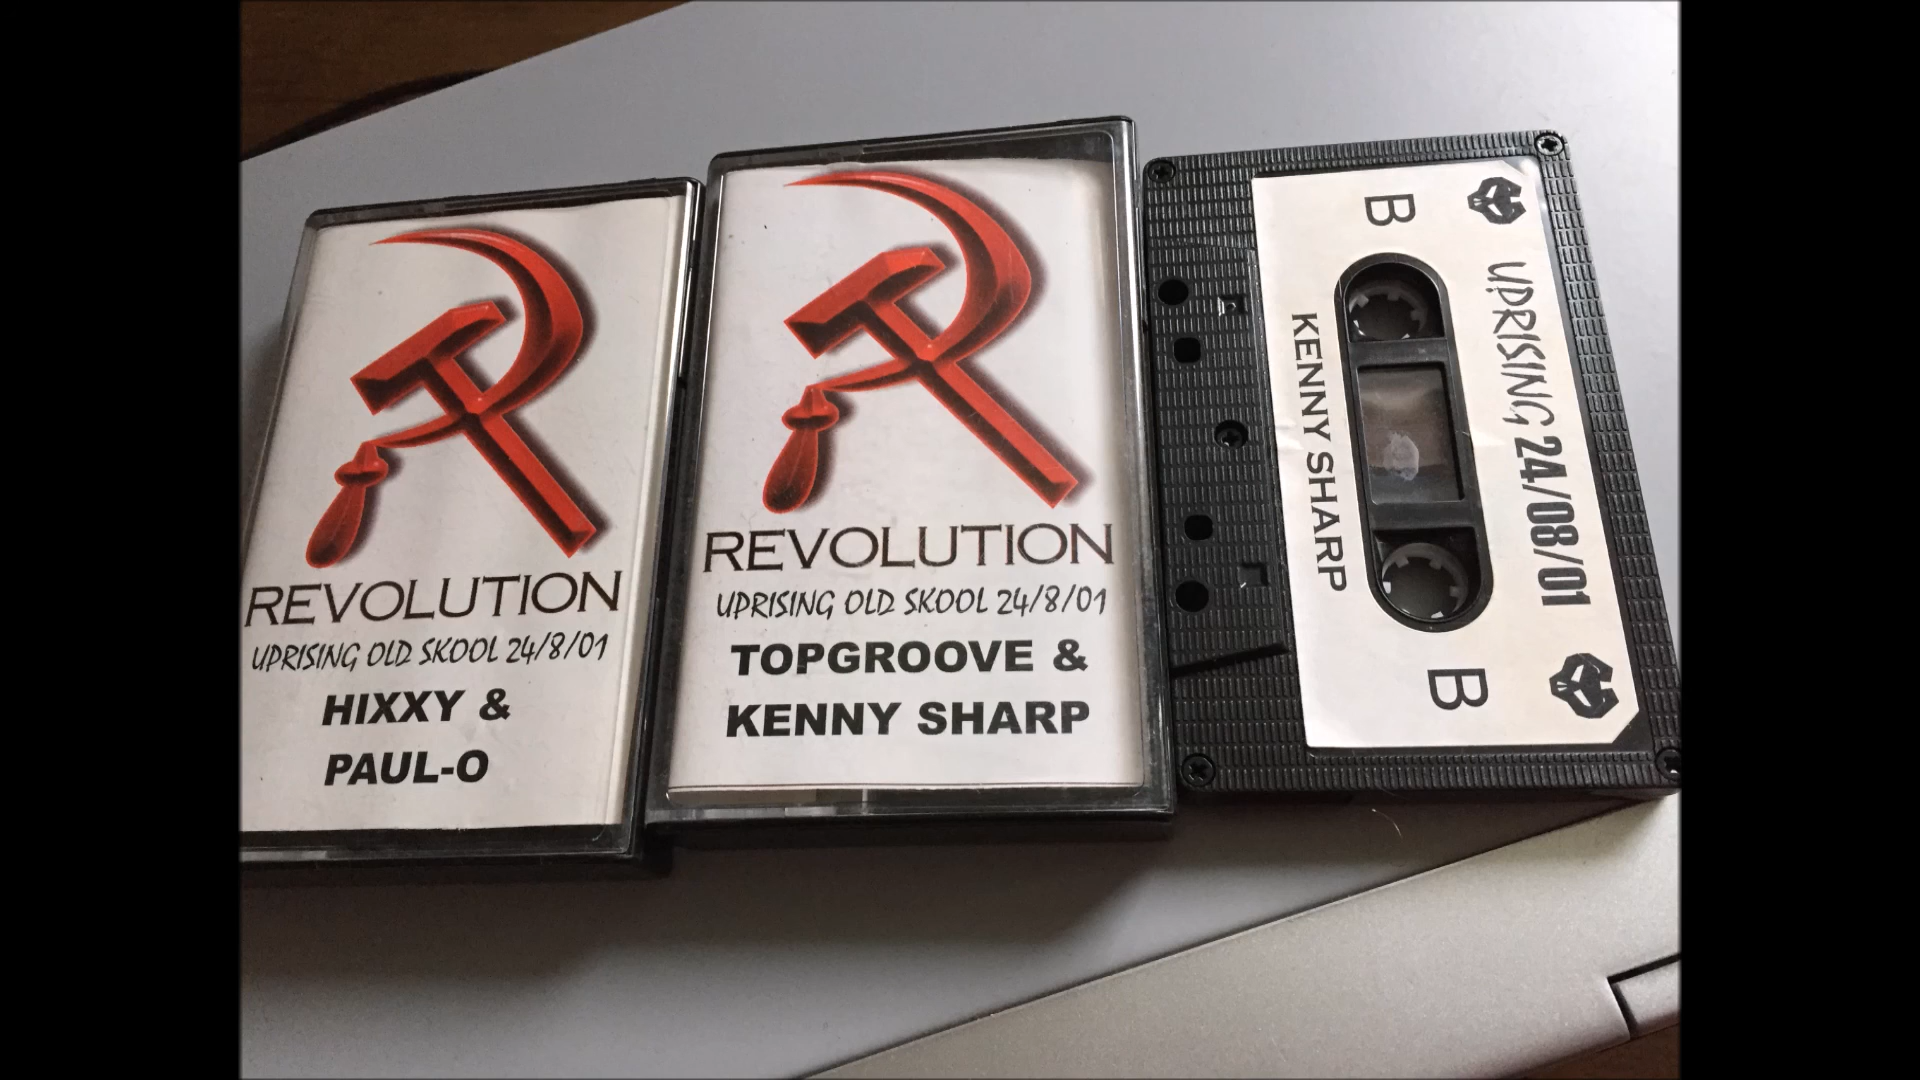 REVOLUTION
UPRISING OLD SKOOL 24/8/01
HIXXY &
PAUL-O
REVOLUTION
UPRISING OLD SKOOL 24/8/01
TOPGROOVE &
KENNY SHARP
B
B
UPRISING 24/08/01
KENNY SHARP